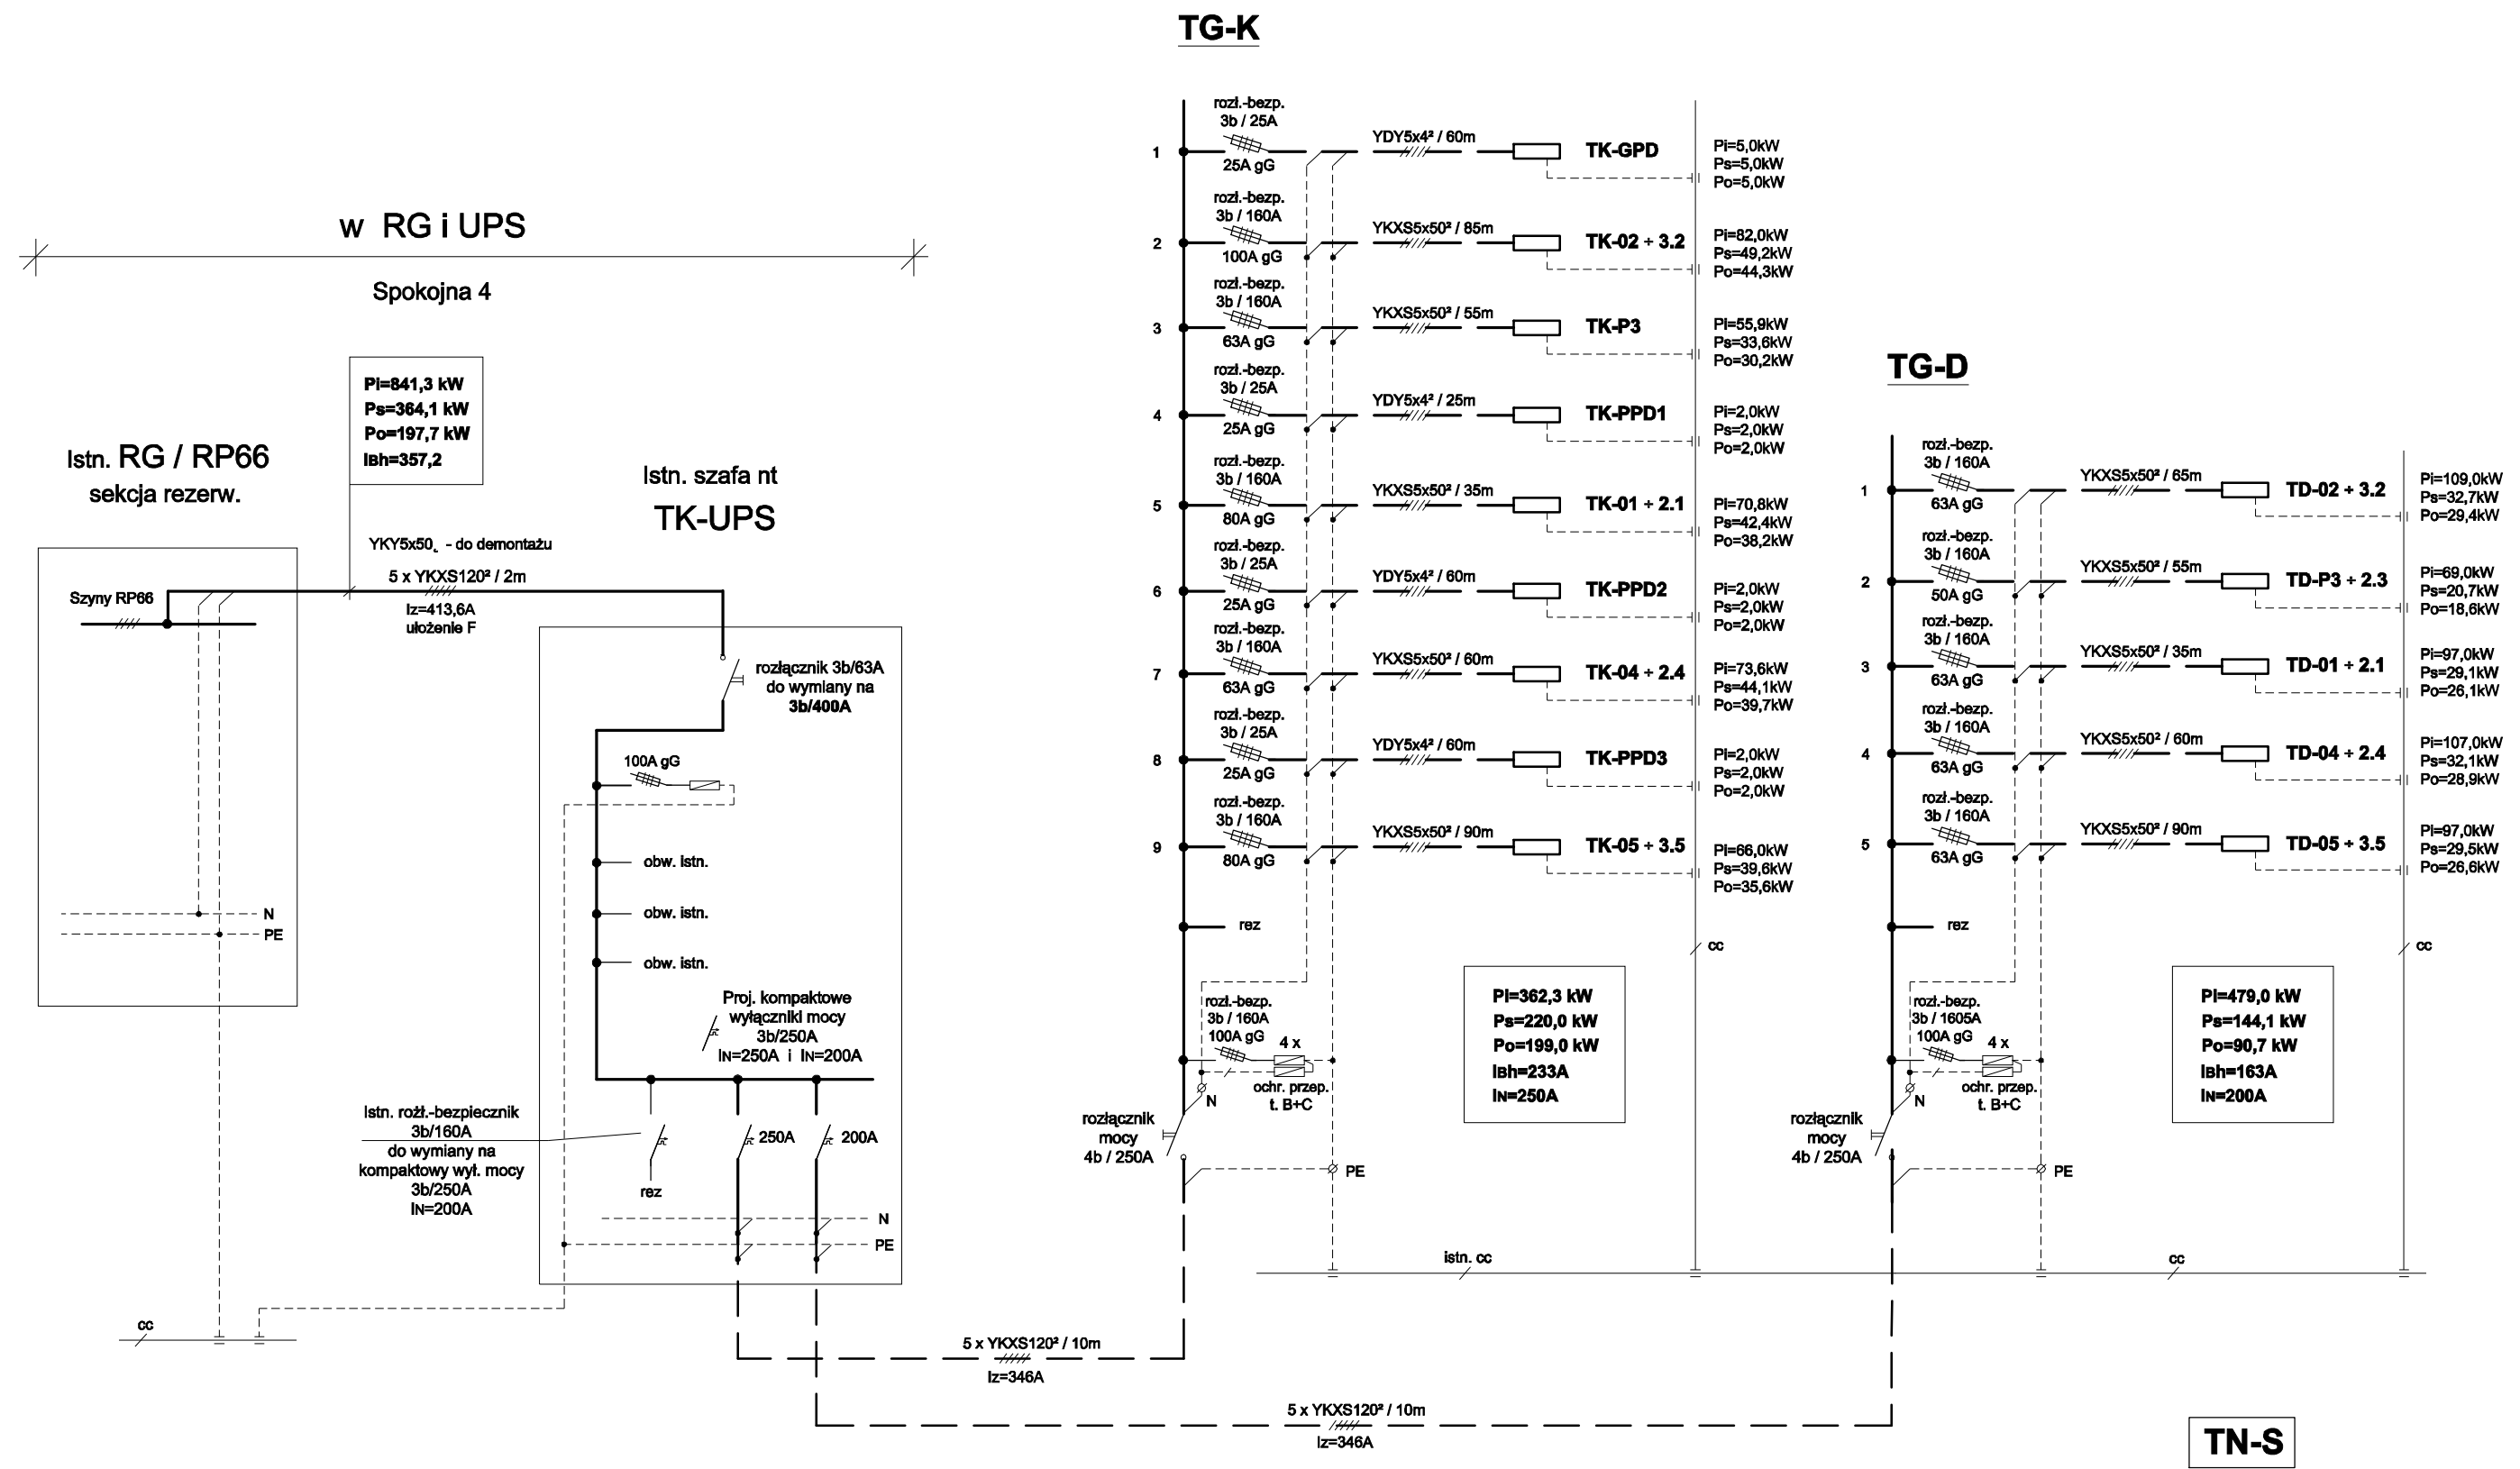 TG-K
w RG i UPS
Spokojna 4
Pi=841,3 kW
Ps=364,1 kW
Po=197,7 kW
IBh=357,2
Istn. RG / RP66
sekcja rezerw.
Szyny RP66
N
PE
cc
YKY5x50 - do demontażu
5 x YKXS120² / 2m
Iz=413,6A
ułożenie F
Istn. szafa nt
TK-UPS
rozłącznik 3b/63A
do wymiany na
3b/400A
100A gG
obw. istn.
obw. istn.
obw. istn.
Proj. kompaktowe
wyłączniki mocy
3b/250A
IN=250A i IN=200A
Istn. rozł.-bezpiecznik
3b/160A
do wymiany na
kompaktowy wył. mocy
3b/250A
IN=200A
rez
250A
200A
N
PE
5 x YKXS120² / 10m
Iz=346A
5 x YKXS120² / 10m
Iz=346A
1
rozł.-bezp.
3b / 25A
25A gG
YDY5x4² / 60m
TK-GPD
Pi=5,0kW
Ps=5,0kW
Po=5,0kW
2
rozł.-bezp.
3b / 160A
100A gG
YKXS5x50² / 85m
TK-02 ÷ 3.2
Pi=82,0kW
Ps=49,2kW
Po=44,3kW
3
rozł.-bezp.
3b / 160A
63A gG
YKXS5x50² / 55m
TK-P3
Pi=55,9kW
Ps=33,6kW
Po=30,2kW
4
rozł.-bezp.
3b / 25A
25A gG
YDY5x4² / 25m
TK-PPD1
Pi=2,0kW
Ps=2,0kW
Po=2,0kW
5
rozł.-bezp.
3b / 160A
80A gG
YKXS5x50² / 35m
TK-01 ÷ 2.1
Pi=70,8kW
Ps=42,4kW
Po=38,2kW
6
rozł.-bezp.
3b / 25A
25A gG
YDY5x4² / 60m
TK-PPD2
Pi=2,0kW
Ps=2,0kW
Po=2,0kW
7
rozł.-bezp.
3b / 160A
63A gG
YKXS5x50² / 60m
TK-04 ÷ 2.4
Pi=73,6kW
Ps=44,1kW
Po=39,7kW
8
rozł.-bezp.
3b / 25A
25A gG
YDY5x4² / 60m
TK-PPD3
Pi=2,0kW
Ps=2,0kW
Po=2,0kW
9
rozł.-bezp.
3b / 160A
80A gG
YKXS5x50² / 90m
TK-05 ÷ 3.5
Pi=66,0kW
Ps=39,6kW
Po=35,6kW
rez
cc
rozł.-bezp.
3b / 160A
100A gG
4 x
ochr. przep.
t. B+C
N
rozłącznik
mocy
4b / 250A
PE
Pi=362,3 kW
Ps=220,0 kW
Po=199,0 kW
IBh=233A
IN=250A
istn. cc
TG-D
1
rozł.-bezp.
3b / 160A
63A gG
YKXS5x50² / 65m
TD-02 ÷ 3.2
Pi=109,0kW
Ps=32,7kW
Po=29,4kW
2
rozł.-bezp.
3b / 160A
50A gG
YKXS5x50² / 55m
TD-P3 ÷ 2.3
Pi=69,0kW
Ps=20,7kW
Po=18,6kW
3
rozł.-bezp.
3b / 160A
63A gG
YKXS5x50² / 35m
TD-01 ÷ 2.1
Pi=97,0kW
Ps=29,1kW
Po=26,1kW
4
rozł.-bezp.
3b / 160A
63A gG
YKXS5x50² / 60m
TD-04 ÷ 2.4
Pi=107,0kW
Ps=32,1kW
Po=28,9kW
5
rozł.-bezp.
3b / 160A
63A gG
YKXS5x50² / 90m
TD-05 ÷ 3.5
Pi=97,0kW
Ps=29,5kW
Po=26,6kW
rez
cc
rozł.-bezp.
3b / 1605A
100A gG
4 x
ochr. przep.
t. B+C
N
rozłącznik
mocy
4b / 250A
PE
Pi=479,0 kW
Ps=144,1 kW
Po=90,7 kW
IBh=163A
IN=200A
cc
TN-S